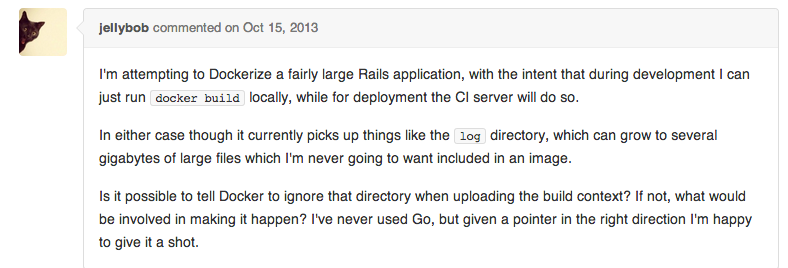 jellybob commented on Oct 15, 2013
I'm attempting to Dockerize a fairly large Rails application, with the intent that during development I can
just run docker build locally, while for deployment the CI server will do so.
In either case though it currently picks up things like the log directory, which can grow to several
gigabytes of large files which I'm never going to want included in an image.
Is it possible to tell Docker to ignore that directory when uploading the build context? If not, what would
be involved in making it happen? I've never used Go, but given a pointer in the right direction I'm happy
to give it a shot.